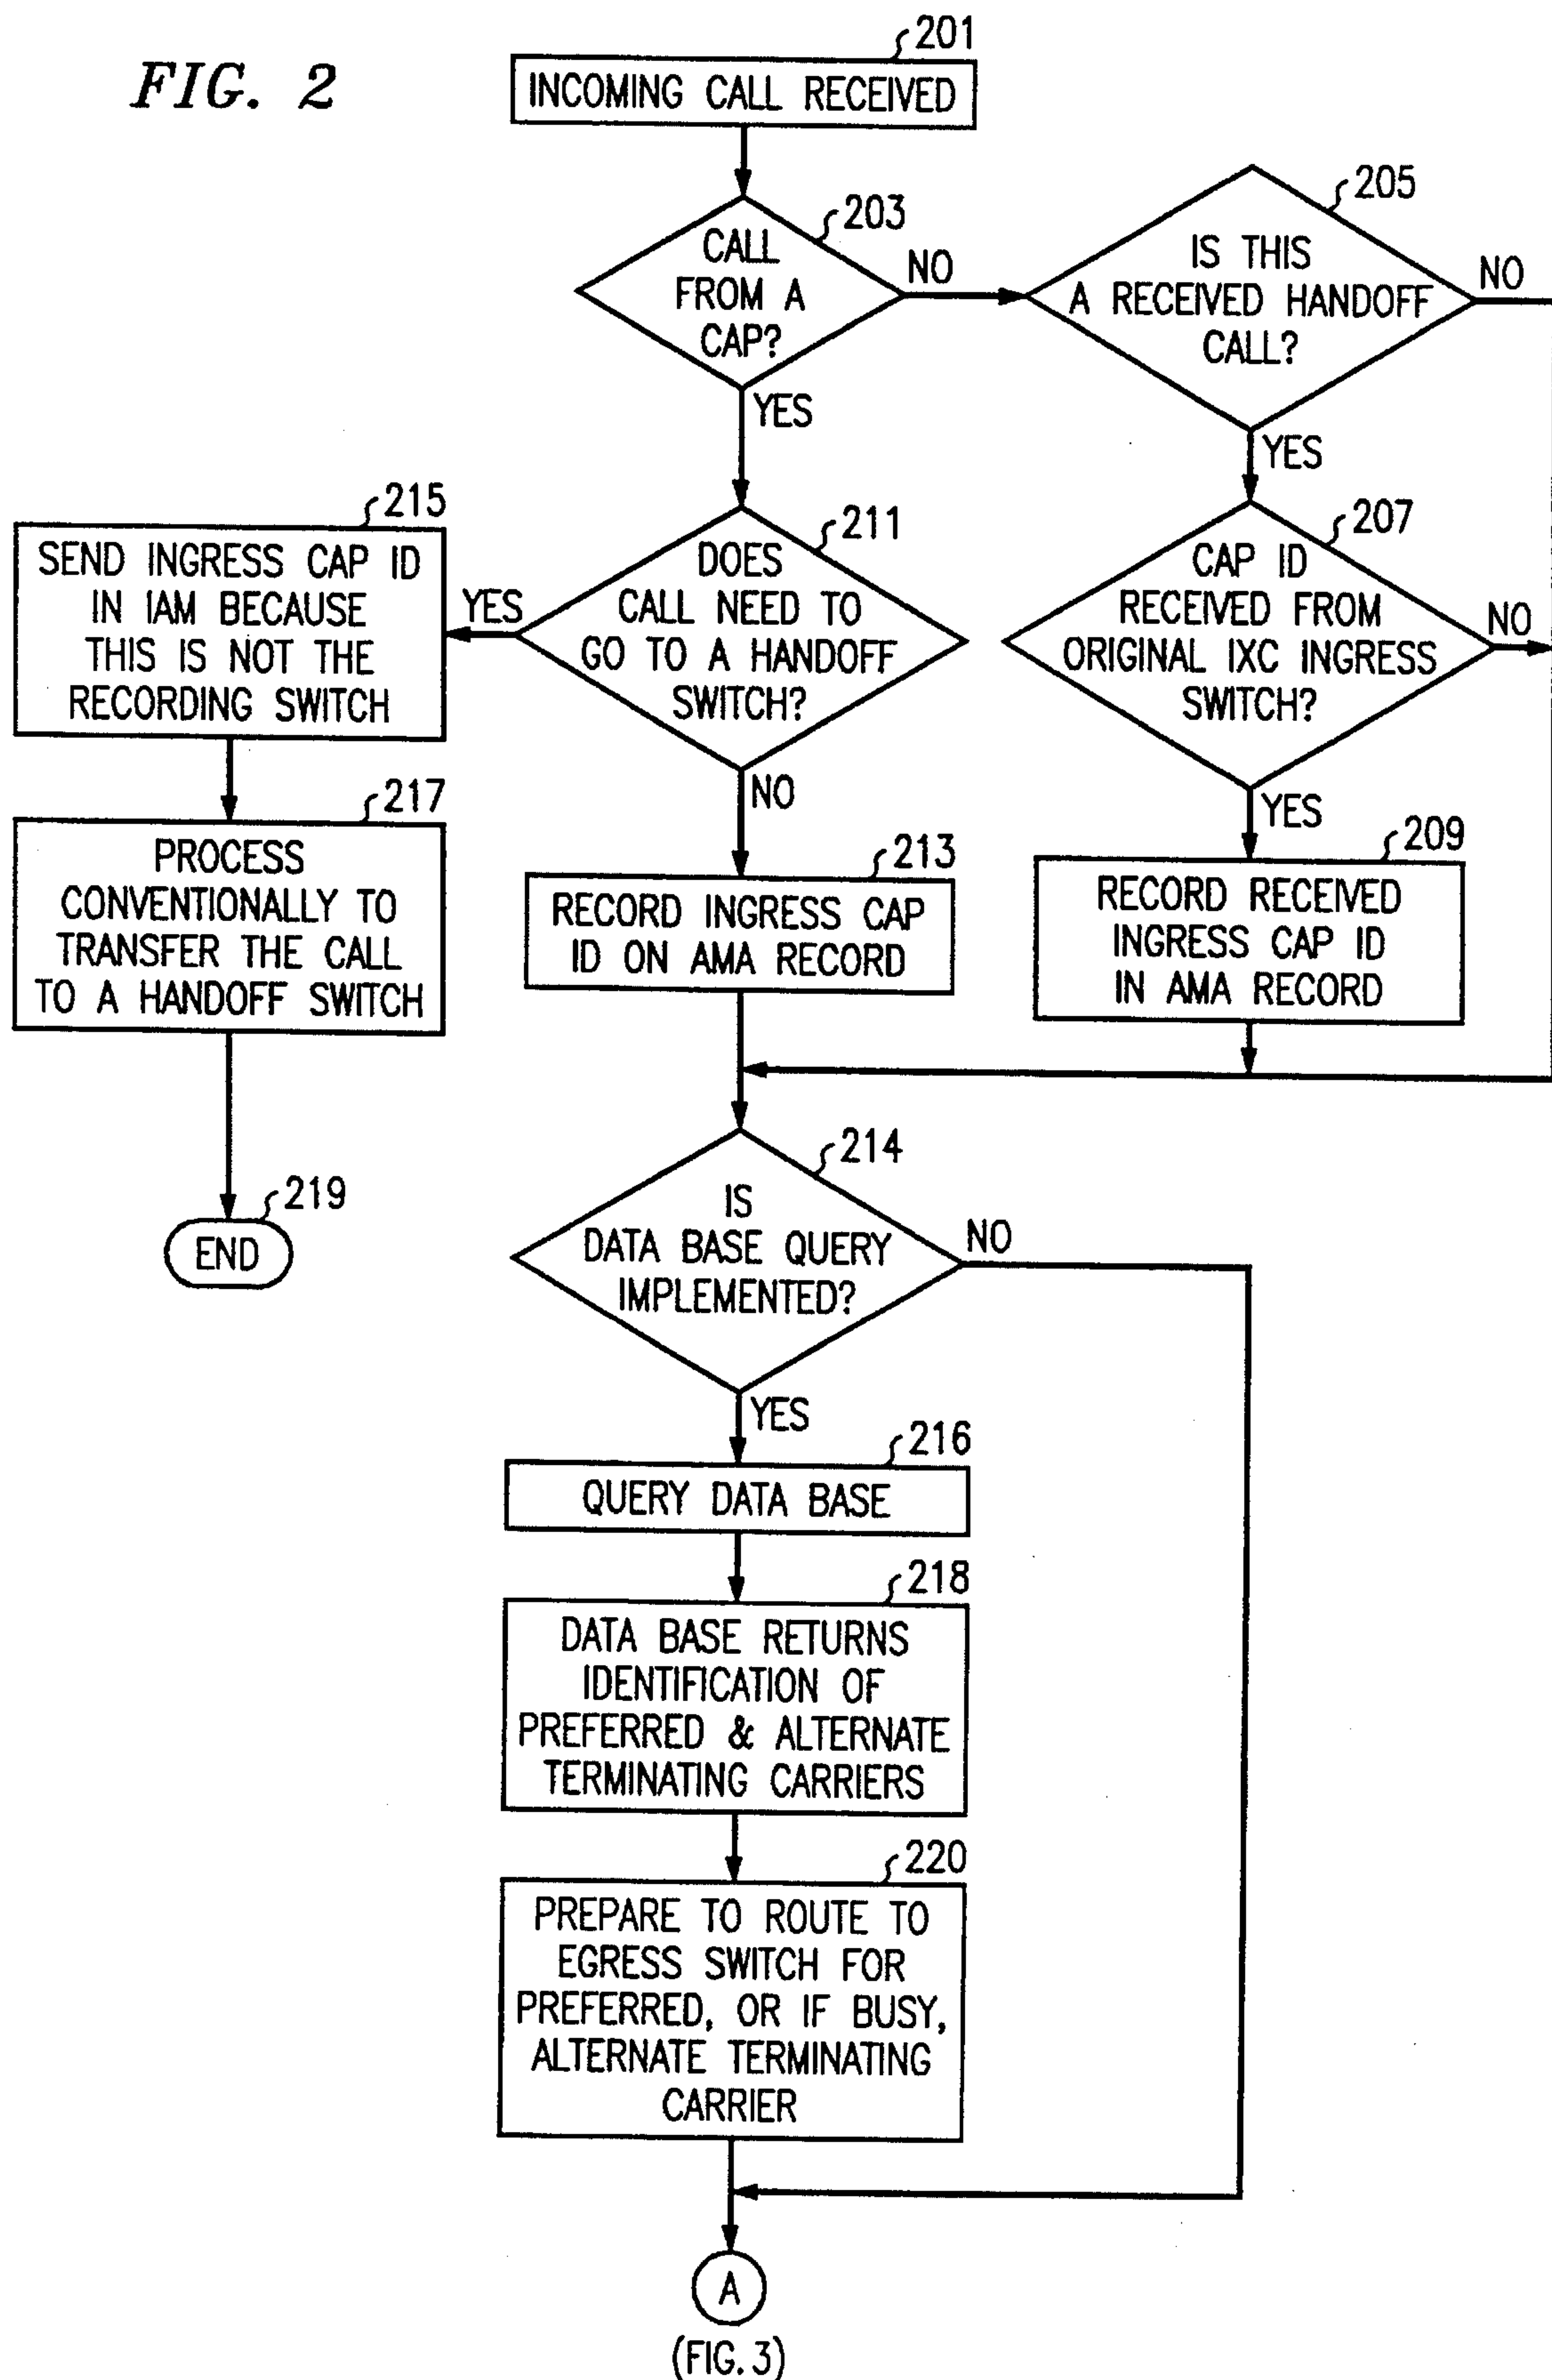 FIG. 2
201
INCOMING CALL RECEIVED
203
CALL
FROM A
CAP?
NO
YES
205
IS THIS
A RECEIVED HANDOFF
CALL?
NO
YES
207
CAP ID
RECEIVED FROM
ORIGINAL IXC INGRESS
SWITCH?
NO
YES
209
RECORD RECEIVED
INGRESS CAP ID
IN AMA RECORD
211
DOES
CALL NEED TO
GO TO A HANDOFF
SWITCH?
YES
NO
215
SEND INGRESS CAP ID
IN IAM BECAUSE
THIS IS NOT THE
RECORDING SWITCH
217
PROCESS
CONVENTIONALLY TO
TRANSFER THE CALL
TO A HANDOFF SWITCH
219
END
213
RECORD INGRESS CAP
ID ON AMA RECORD
214
IS
DATA BASE QUERY
IMPLEMENTED?
NO
YES
216
QUERY DATA BASE
218
DATA BASE RETURNS
IDENTIFICATION OF
PREFERRED & ALTERNATE
TERMINATING CARRIERS
220
PREPARE TO ROUTE TO
EGRESS SWITCH FOR
PREFERRED, OR IF BUSY,
ALTERNATE TERMINATING
CARRIER
A
(FIG. 3)